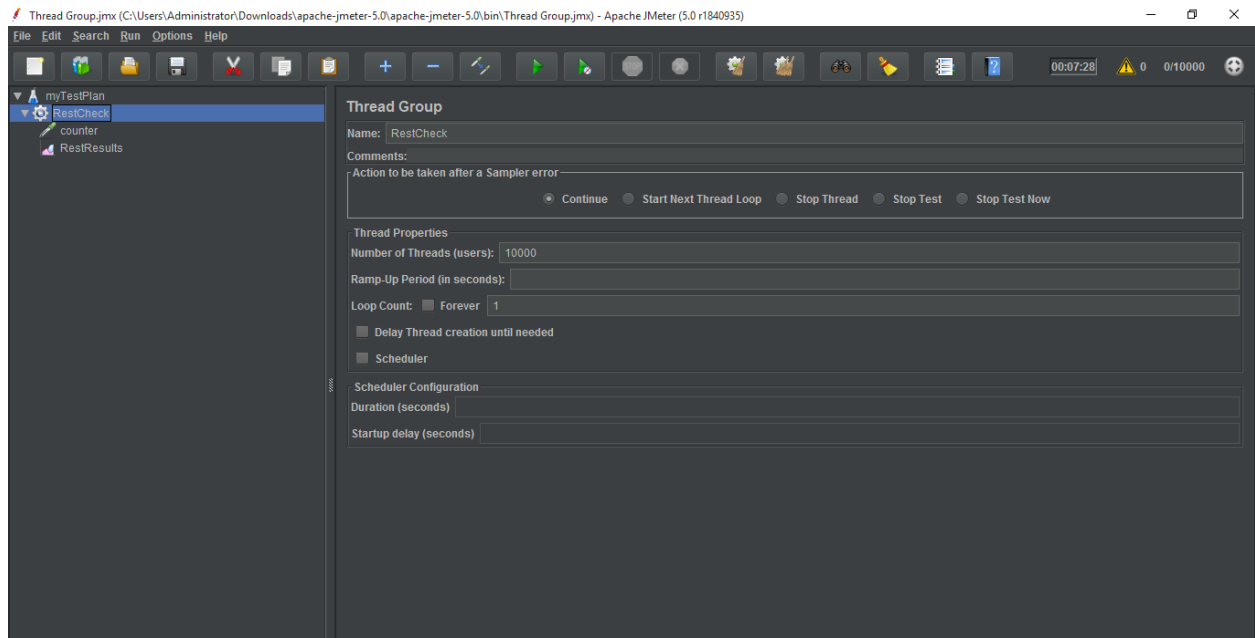 Thread Group.jmx (C:\Users\Administrator\Downloads\apache-jmeter-5.0\apache-jmeter-5.0\bin\Thread Group.jmx) - Apache JMeter (5.0 r1840935)
File Edit Search Run Options Help
00:07:28 0 0/10000
myTestPlan
RestCheck
counter
RestResults
Thread Group
Name: RestCheck
Comments:
Action to be taken after a Sampler error
Continue Start Next Thread Loop Stop Thread Stop Test Stop Test Now
Thread Properties
Number of Threads (users): 10000
Ramp-Up Period (in seconds):
Loop Count: Forever 1
Delay Thread creation until needed
Scheduler
Scheduler Configuration
Duration (seconds)
Startup delay (seconds)